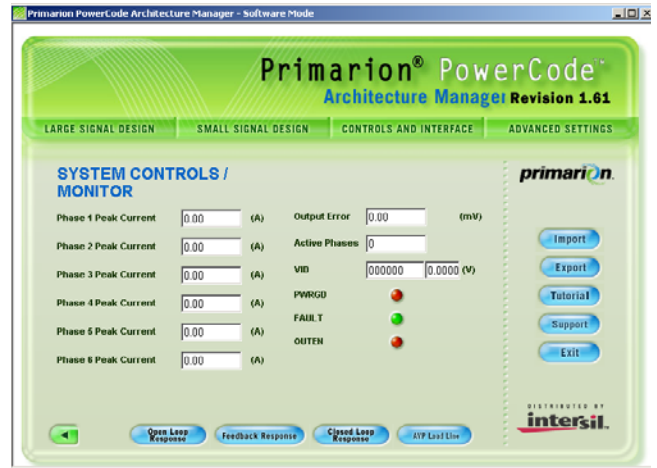 Primarion PowerCode Architecture Manager - Software Mode
Primarion® PowerCode™
Architecture Manager Revision 1.61
LARGE SIGNAL DESIGN SMALL SIGNAL DESIGN CONTROLS AND INTERFACE ADVANCED SETTINGS
SYSTEM CONTROLS /
MONITOR
primarion.
Phase 1 Peak Current 0.00 (A) Output Error 0.00 (mV)
Phase 2 Peak Current 0.00 (A) Active Phases 0
Import
Phase 3 Peak Current 0.00 (A) VID 000000 0.0000 (V)
Export
Phase 4 Peak Current 0.00 (A) PWRGD
Tutorial
Phase 5 Peak Current 0.00 (A) FAULT
Support
OUTEN
Phase 6 Peak Current 0.00 (A)
Exit
DISTRIBUTED BY
intersil.
Open Loop Response Feedback Response Closed Loop Response AVP Load Line